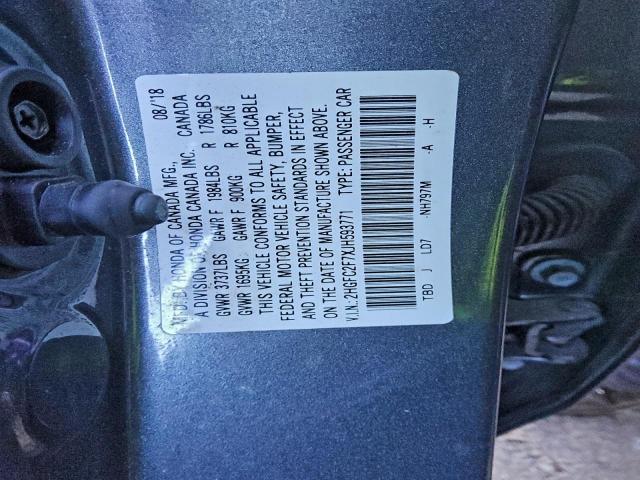 MFD. BY HONDA OF CANADA MFG., 08/'18
A DIVISION OF HONDA CANADA INC. CANADA
GVWR 3737LBS GAWR F 1984LBS R 1786LBS
GVWR 1695KG GAWR F 900KG R 810KG
THIS VEHICLE CONFORMS TO ALL APPLICABLE
FEDERAL MOTOR VEHICLE SAFETY, BUMPER,
AND THEFT PREVENTION STANDARDS IN EFFECT
ON THE DATE OF MANUFACTURE SHOWN ABOVE.
V.I.N.:2HGFC2F7XJH593771 TYPE: PASSENGER CAR
TBD J LD7 -NH797M -A -H